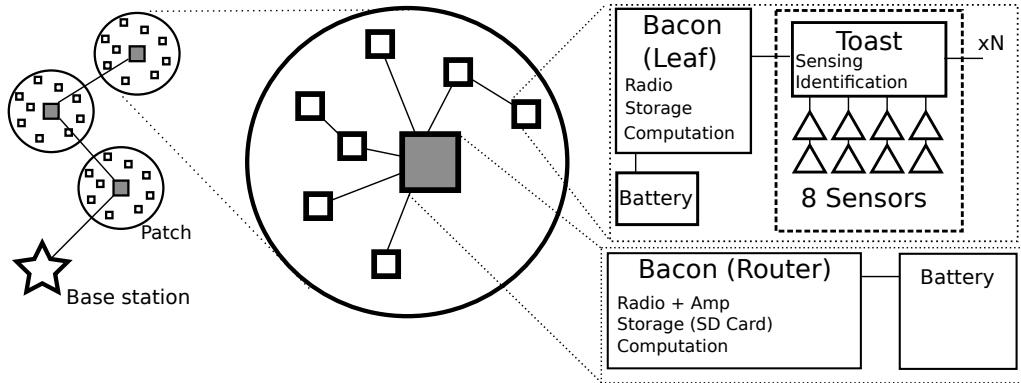 Patch
Base station
Bacon
(Leaf)
Radio
Storage
Computation
Battery
Toast
Sensing
Identification
xN
8 Sensors
Bacon (Router)
Radio + Amp
Storage (SD Card)
Computation
Battery